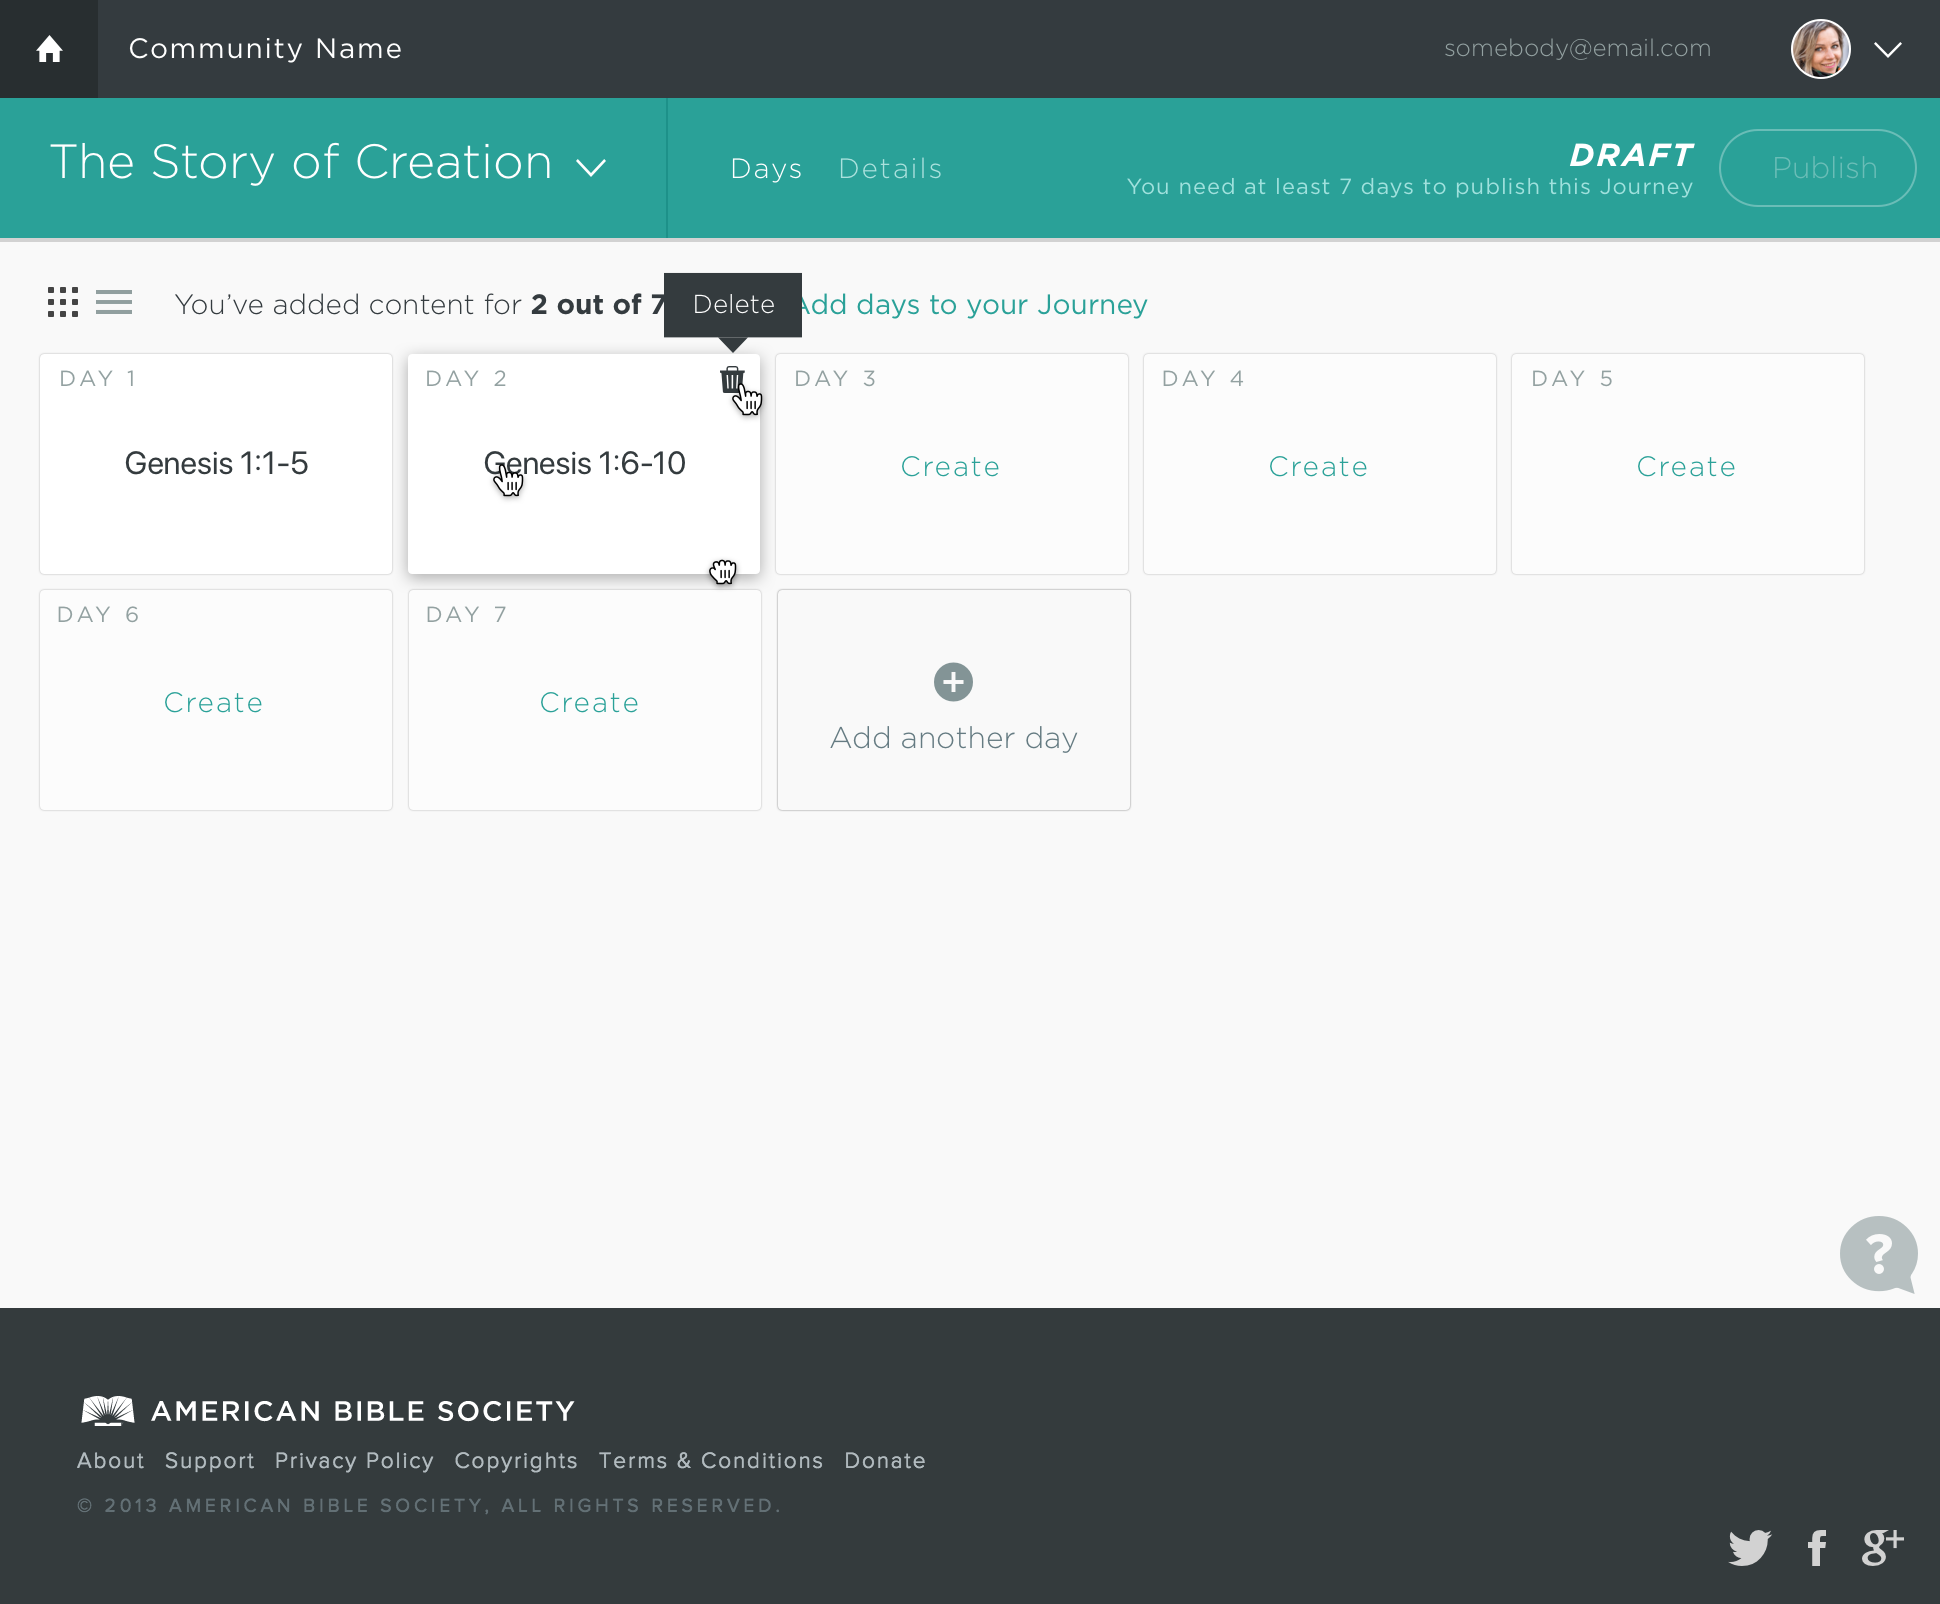 Community Name
somebody@email.com
The Story of Creation
Days
Details
DRAFT
You need at least 7 days to publish this Journey
Publish
You've added content for 2 out of 7
Delete
Add days to your Journey
DAY 1
Genesis 1:1-5
DAY 2
Genesis 1:6-10
DAY 3
Create
DAY 4
Create
DAY 5
Create
DAY 6
Create
DAY 7
Create
Add another day
?
AMERICAN BIBLE SOCIETY
About Support Privacy Policy Copyrights Terms & Conditions Donate
© 2013 AMERICAN BIBLE SOCIETY, ALL RIGHTS RESERVED.
g+